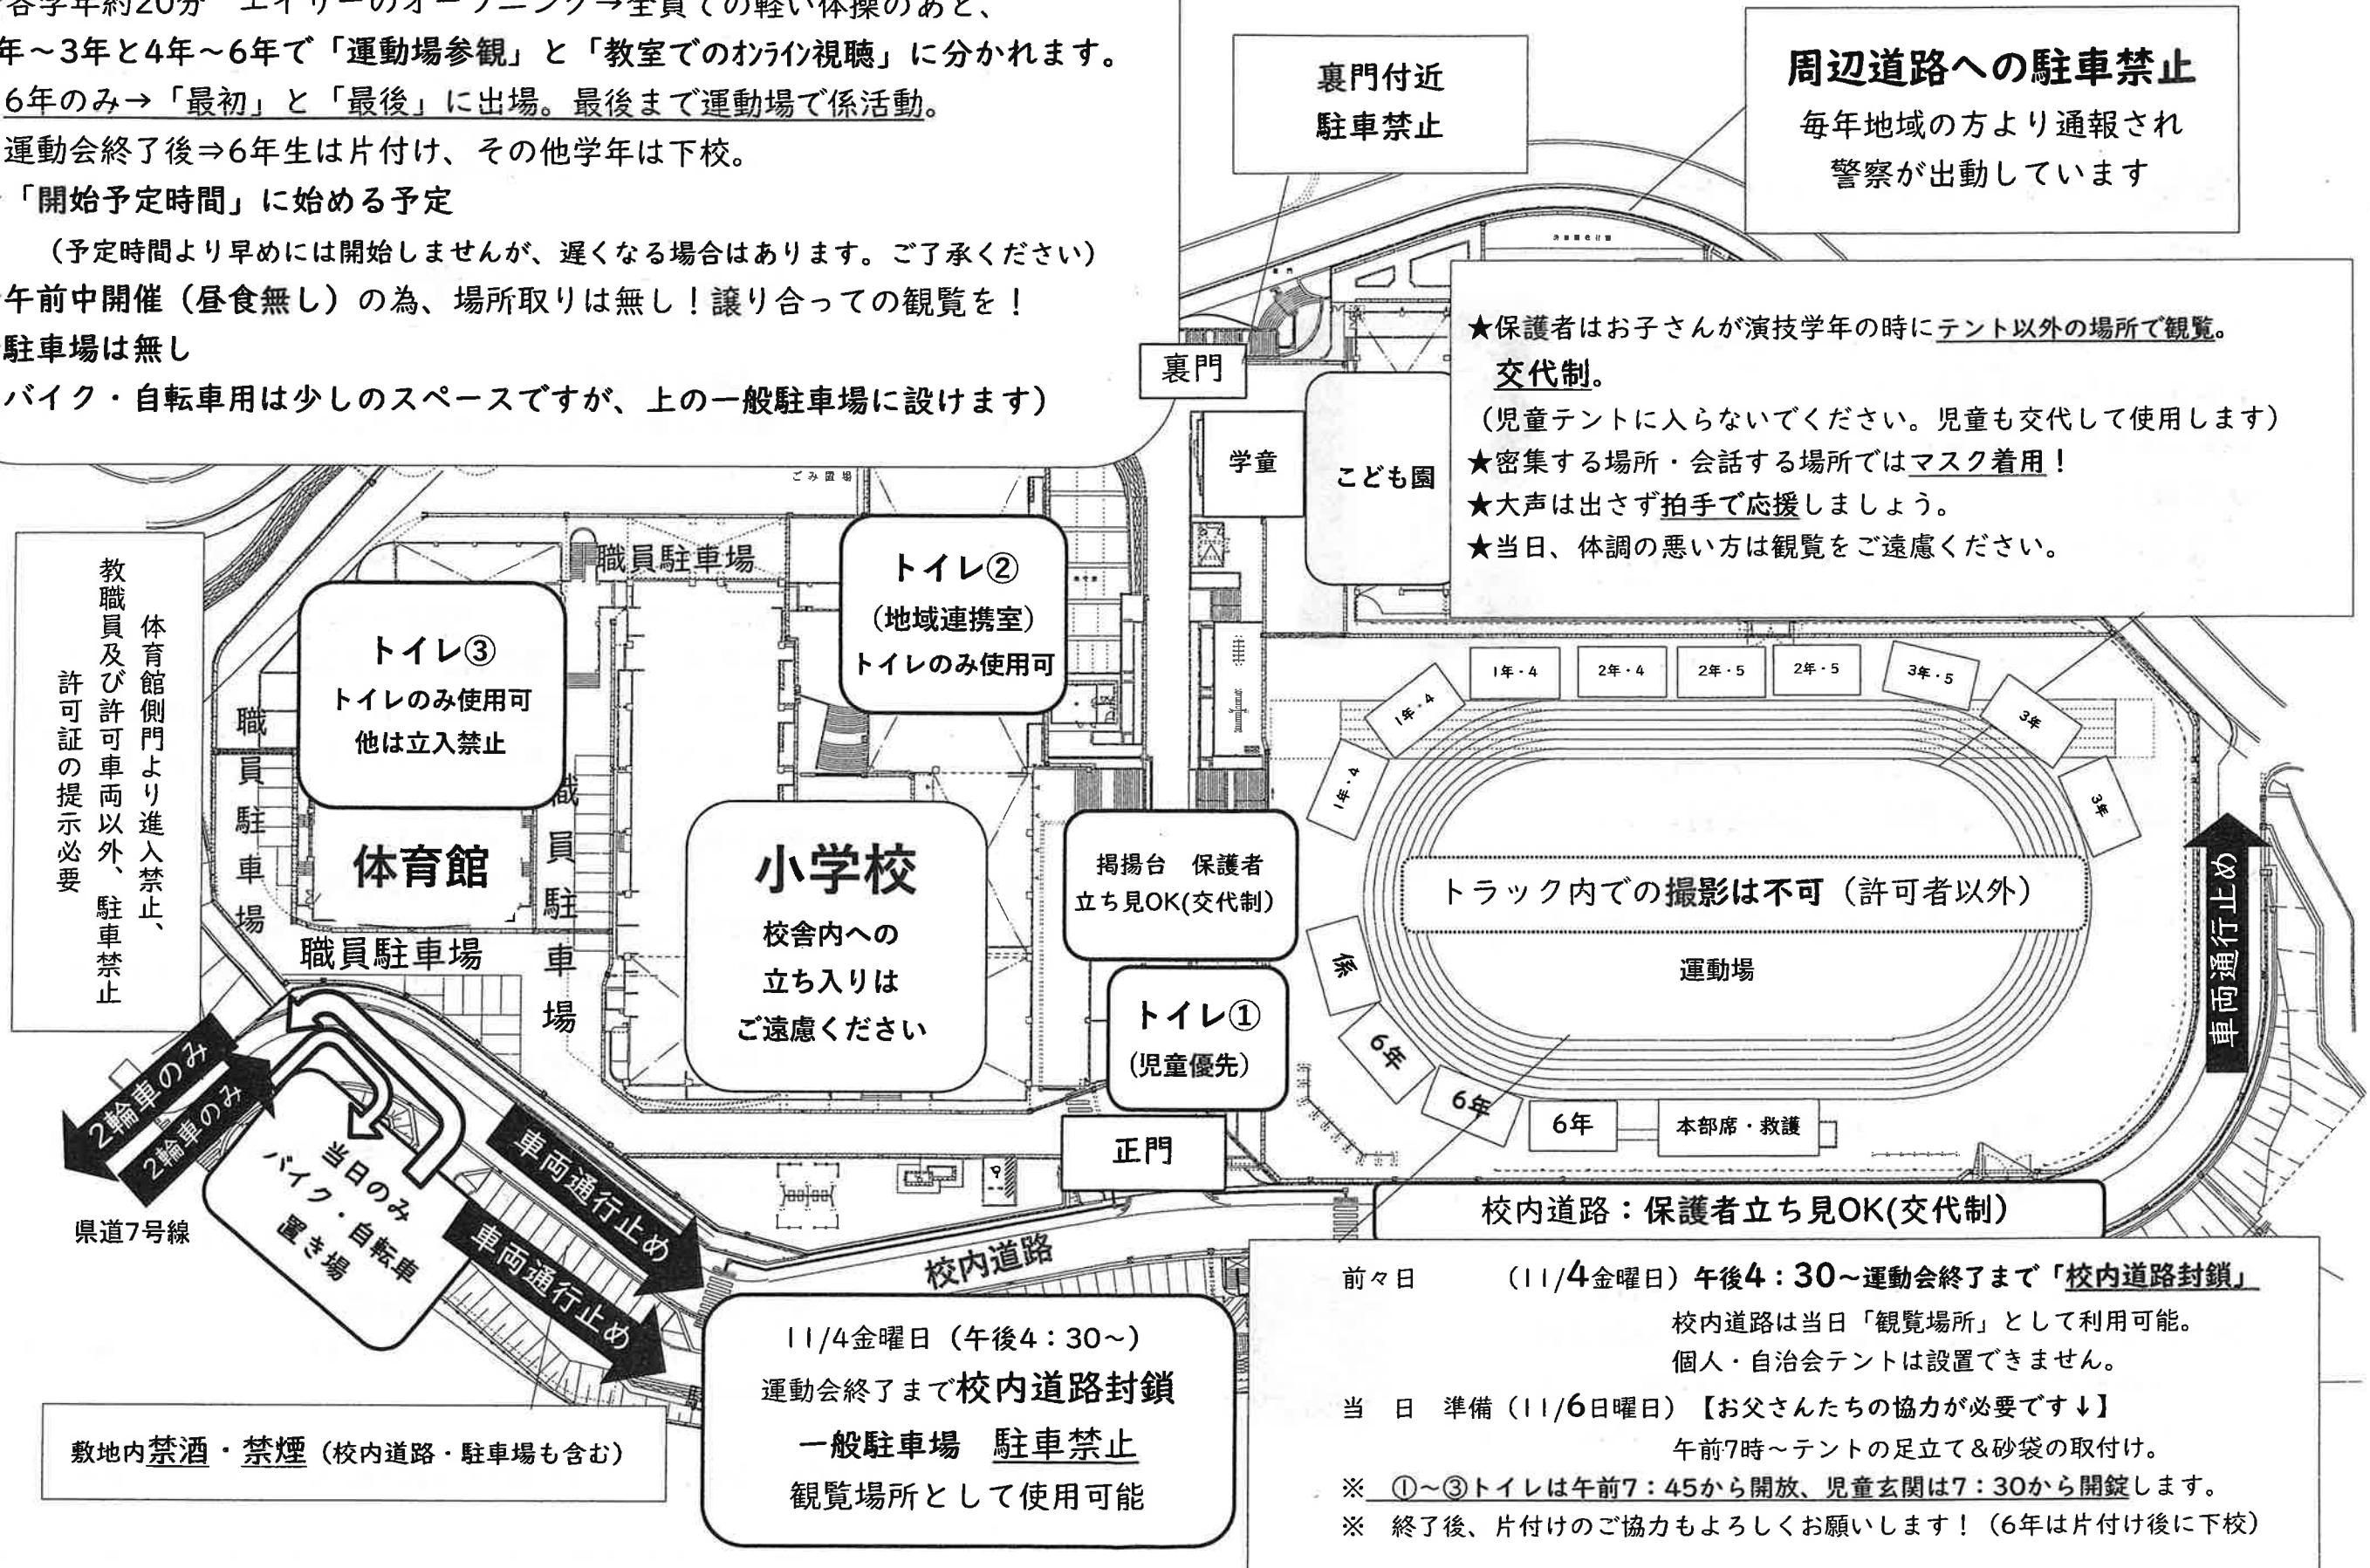 各学年約20分　エイサーのオープニング→全員での軽い体操のあと、
年～3年と4年～6年で「運動場参観」と「教室でのオンライン視聴」に分かれます。
6年のみ→「最初」と「最後」に出場。最後まで運動場で係活動。
運動会終了後⇒6年生は片付け、その他学年は下校。
「開始予定時間」に始める予定
（予定時間より早めには開始しませんが、遅くなる場合はあります。ご了承ください）
午前中開催（昼食無し）の為、場所取りは無し！譲り合っての観覧を！
駐車場は無し
バイク・自転車用は少しのスペースですが、上の一般駐車場に設けます）
裏門付近
駐車禁止
周辺道路への駐車禁止
毎年地域の方より通報され
警察が出動しています
★保護者はお子さんが演技学年の時にテント以外の場所で観覧。
交代制。
（児童テントに入らないでください。児童も交代して使用します）
★密集する場所・会話する場所ではマスク着用！
★大声は出さず拍手で応援しましょう。
★当日、体調の悪い方は観覧をご遠慮ください。
裏門
学童
こども園
ごみ置場
体育館側門より進入禁止、
教職員及び許可車両以外、駐車禁止
許可証の提示必要
職員駐車場
トイレ②
（地域連携室）
トイレのみ使用可
トイレ③
トイレのみ使用可
他は立入禁止
職員駐車場
職員駐車場
体育館
職員駐車場
小学校
校舎内への
立ち入りは
ご遠慮ください
掲揚台　保護者
立ち見OK(交代制）
トイレ①
（児童優先）
正門
1年・4
1年・4
1年・4
2年・4
2年・5
2年・5
3年・5
3年
3年
トラック内での撮影は不可（許可者以外）
運動場
係
6年
6年
6年
本部席・救護
車両通行止め
2輪車のみ
2輪車のみ
県道7号線
当日のみ
バイク・自転車
置き場
車両通行止め
車両通行止め
校内道路
校内道路：保護者立ち見OK(交代制）
11/4金曜日（午後4：30～）
運動会終了まで校内道路封鎖
一般駐車場　駐車禁止
観覧場所として使用可能
敷地内禁酒・禁煙（校内道路・駐車場も含む）
前々日　（11/4金曜日）午後4：30～運動会終了まで「校内道路封鎖」
校内道路は当日「観覧場所」として利用可能。
個人・自治会テントは設置できません。
当　日　準備（11/6日曜日）【お父さんたちの協力が必要です↓】
午前7時～テントの足立て＆砂袋の取付け。
※　①～③トイレは午前7：45から開放、児童玄関は7：30から開錠します。
※　終了後、片付けのご協力もよろしくお願いします！（6年は片付け後に下校）